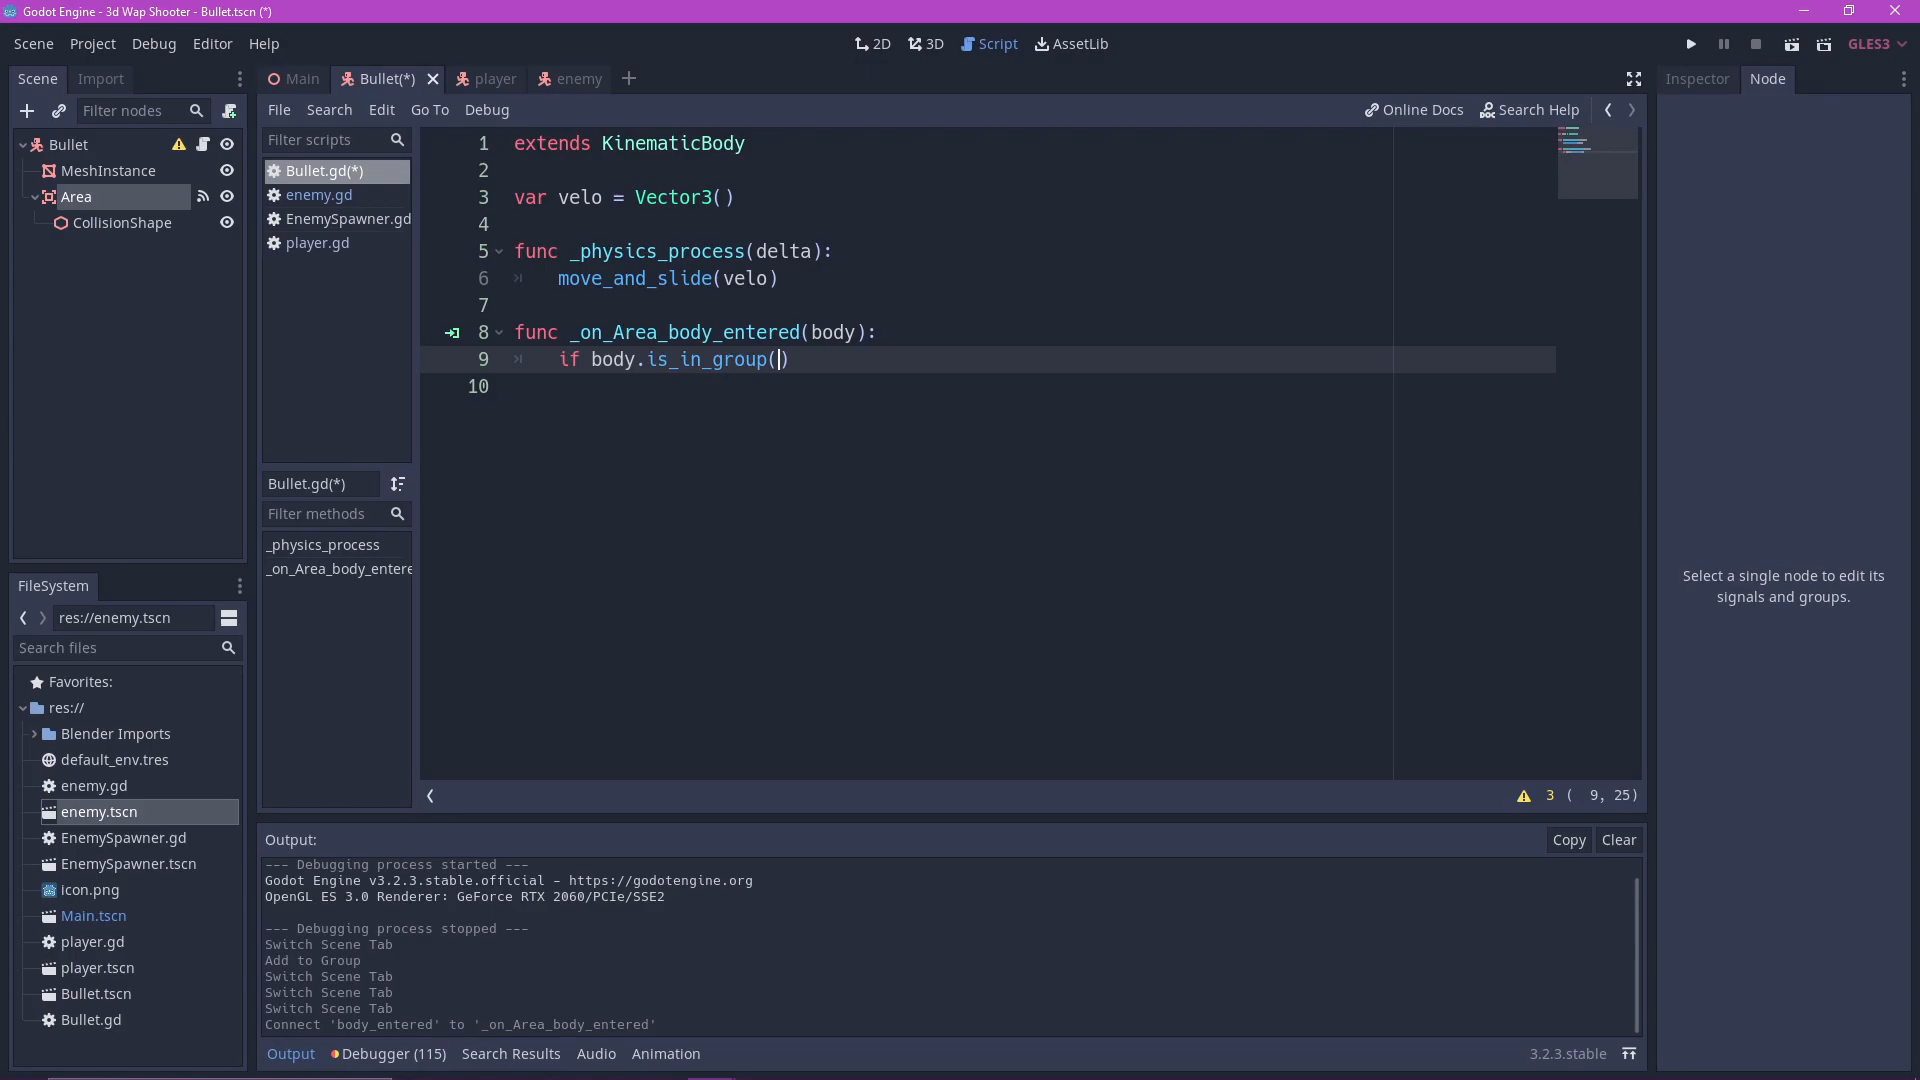 Godot Engine - 3d Wap Shooter - Bullet.tscn (*)
Scene Project Debug Editor Help
2D 3D Script AssetLib
GLES3
Scene Import
Main Bullet(*) player enemy
Inspector Node
Filter nodes
File Search Edit Go To Debug
Online Docs Search Help
Bullet
MeshInstance
Area
CollisionShape
Filter scripts
Bullet.gd(*)
enemy.gd
EnemySpawner.gd
player.gd
Bullet.gd(*)
Filter methods
_physics_process
_on_Area_body_entere
1 extends KinematicBody
2
3 var velo = Vector3()
4
5 func _physics_process(delta):
6 move_and_slide(velo)
7
8 func _on_Area_body_entered(body):
9 if body.is_in_group()
10
3 ( 9, 25)
Select a single node to edit its
signals and groups.
FileSystem
res://enemy.tscn
Search files
Favorites:
res://
Blender Imports
default_env.tres
enemy.gd
enemy.tscn
EnemySpawner.gd
EnemySpawner.tscn
icon.png
Main.tscn
player.gd
player.tscn
Bullet.tscn
Bullet.gd
Output:
Copy Clear
--- Debugging process started ---
Godot Engine v3.2.3.stable.official - https://godotengine.org
OpenGL ES 3.0 Renderer: GeForce RTX 2060/PCIe/SSE2
--- Debugging process stopped ---
Switch Scene Tab
Add to Group
Switch Scene Tab
Switch Scene Tab
Switch Scene Tab
Connect 'body_entered' to '_on_Area_body_entered'
Output Debugger (115) Search Results Audio Animation
3.2.3.stable